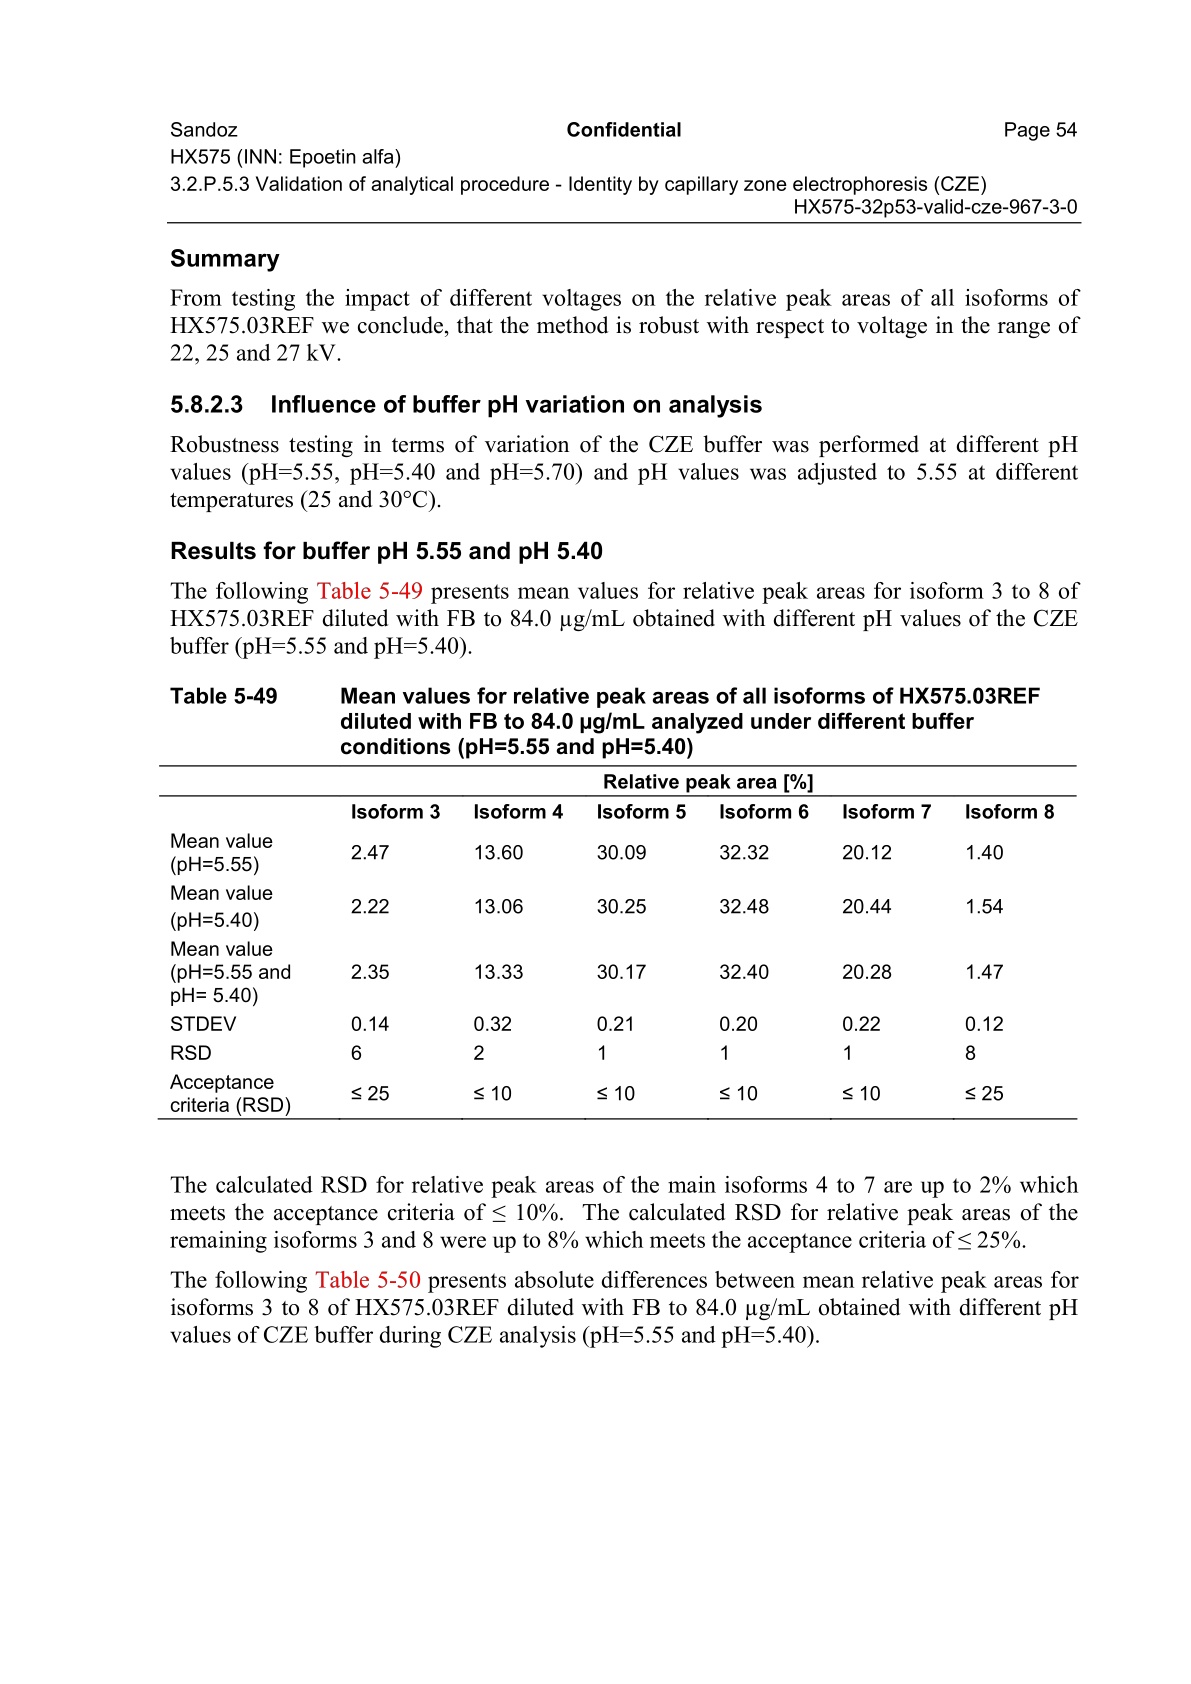 Sandoz Confidential Page 54
HX575 (INN: Epoetin alfa)
3.2.P.5.3 Validation of analytical procedure - Identity by capillary zone electrophoresis (CZE)
HX575-32p53-valid-cze-967-3-0
Summary
From testing the impact of different voltages on the relative peak areas of all isoforms of
HX575.03REF we conclude, that the method is robust with respect to voltage in the range of
22, 25 and 27 kV.
5.8.2.3 Influence of buffer pH variation on analysis
Robustness testing in terms of variation of the CZE buffer was performed at different pH
values (pH=5.55, pH=5.40 and pH=5.70) and pH values was adjusted to 5.55 at different
temperatures (25 and 30°C).
Results for buffer pH 5.55 and pH 5.40
The following Table 5-49 presents mean values for relative peak areas for isoform 3 to 8 of
HX575.03REF diluted with FB to 84.0 µg/mL obtained with different pH values of the CZE
buffer (pH=5.55 and pH=5.40).
Table 5-49 Mean values for relative peak areas of all isoforms of HX575.03REF
diluted with FB to 84.0 µg/mL analyzed under different buffer
conditions (pH=5.55 and pH=5.40)
Relative peak area [%]
Isoform 3 Isoform 4 Isoform 5 Isoform 6 Isoform 7 Isoform 8
Mean value
(pH=5.55)
2.47 13.60 30.09 32.32 20.12 1.40
Mean value
(pH=5.40)
2.22 13.06 30.25 32.48 20.44 1.54
Mean value
(pH=5.55 and
pH= 5.40)
2.35 13.33 30.17 32.40 20.28 1.47
STDEV 0.14 0.32 0.21 0.20 0.22 0.12
RSD 6 2 1 1 1 8
Acceptance
criteria (RSD)
≤ 25 ≤ 10 ≤ 10 ≤ 10 ≤ 10 ≤ 25
The calculated RSD for relative peak areas of the main isoforms 4 to 7 are up to 2% which
meets the acceptance criteria of ≤ 10%. The calculated RSD for relative peak areas of the
remaining isoforms 3 and 8 were up to 8% which meets the acceptance criteria of ≤ 25%.
The following Table 5-50 presents absolute differences between mean relative peak areas for
isoforms 3 to 8 of HX575.03REF diluted with FB to 84.0 µg/mL obtained with different pH
values of CZE buffer during CZE analysis (pH=5.55 and pH=5.40).